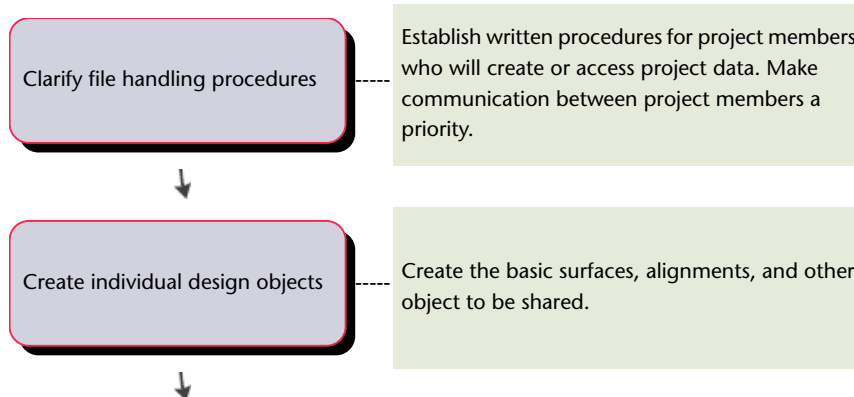 Clarify file handling procedures
Establish written procedures for project members
who will create or access project data. Make
communication between project members a
priority.
Create individual design objects
Create the basic surfaces, alignments, and other
object to be shared.